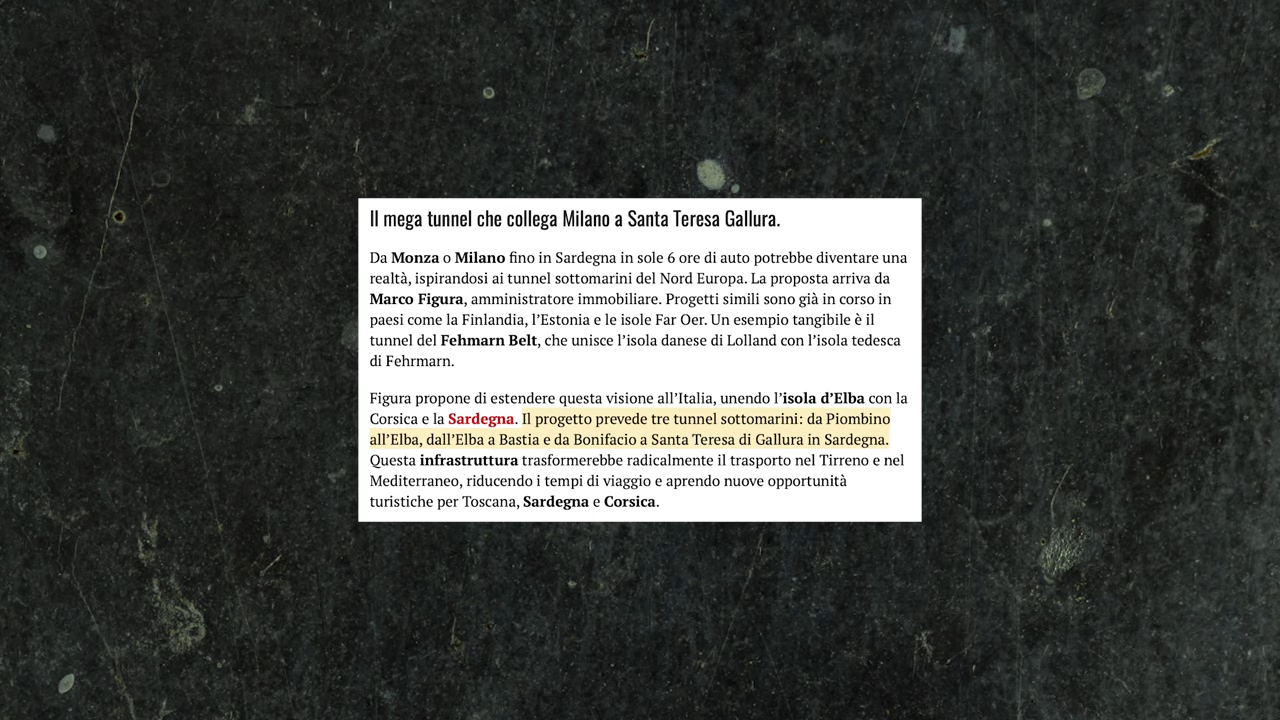 Il mega tunnel che collega Milano a Santa Teresa Gallura.
Da Monza o Milano fino in Sardegna in sole 6 ore di auto potrebbe diventare una
realtà, ispirandosi ai tunnel sottomarini del Nord Europa. La proposta arriva da
Marco Figura, amministratore immobiliare. Progetti simili sono già in corso in
paesi come la Finlandia, l’Estonia e le isole Far Oer. Un esempio tangibile è il
tunnel del Fehmarn Belt, che unisce l’isola danese di Lolland con l’isola tedesca
di Fehrmarn.
Figura propone di estendere questa visione all’Italia, unendo l’isola d’Elba con la
Corsica e la Sardegna. Il progetto prevede tre tunnel sottomarini: da Piombino
all’Elba, dall’Elba a Bastia e da Bonifacio a Santa Teresa di Gallura in Sardegna.
Questa infrastruttura trasformerebbe radicalmente il trasporto nel Tirreno e nel
Mediterraneo, riducendo i tempi di viaggio e aprendo nuove opportunità
turistiche per Toscana, Sardegna e Corsica.